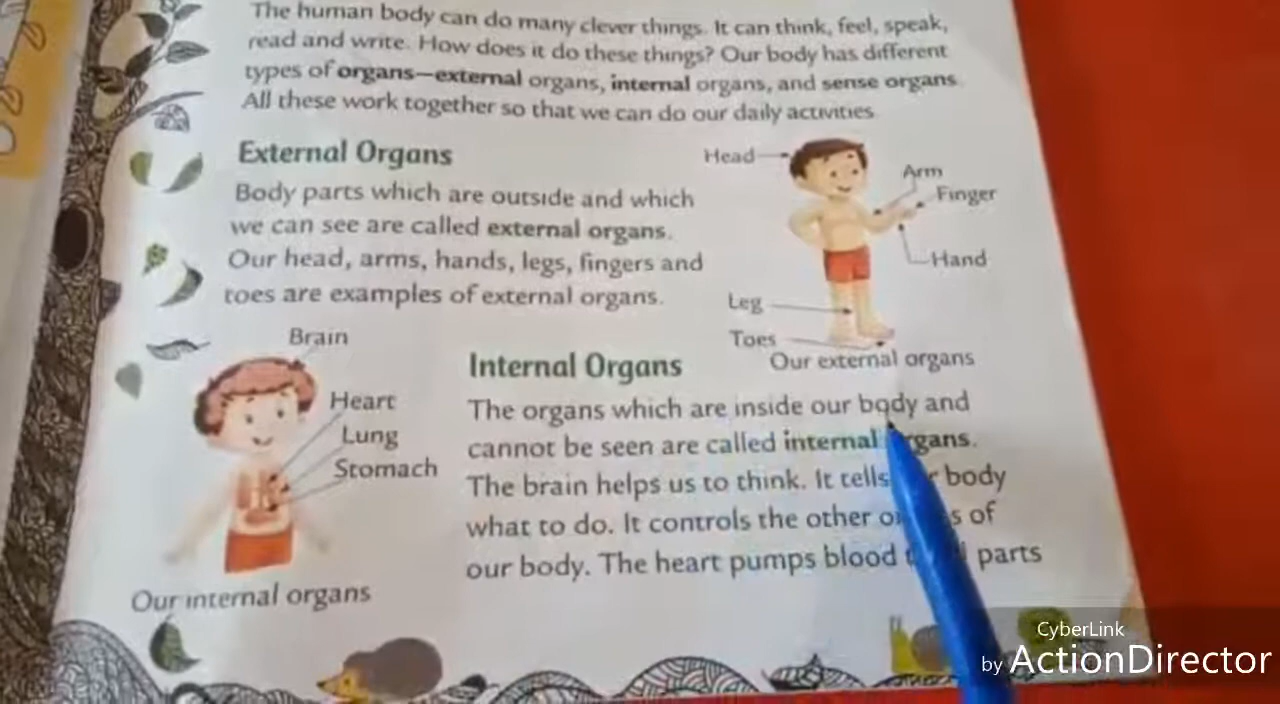 The human body can do many clever things. It can think, feel, speak,
read and write. How does it do these things? Our body has different
types of organs—external organs, internal organs, and sense organs.
All these work together so that we can do our daily activities.
External Organs
Body parts which are outside and which
we can see are called external organs.
Our head, arms, hands, legs, fingers and
toes are examples of external organs.
Head
Arm
Finger
Hand
Leg
Toes
Our external organs
Brain
Heart
Lung
Stomach
Our internal organs
Internal Organs
The organs which are inside our body and
cannot be seen are called internal organs.
The brain helps us to think. It tells body
what to do. It controls the other of
our body. The heart pumps blood parts
CyberLink
by ActionDirector